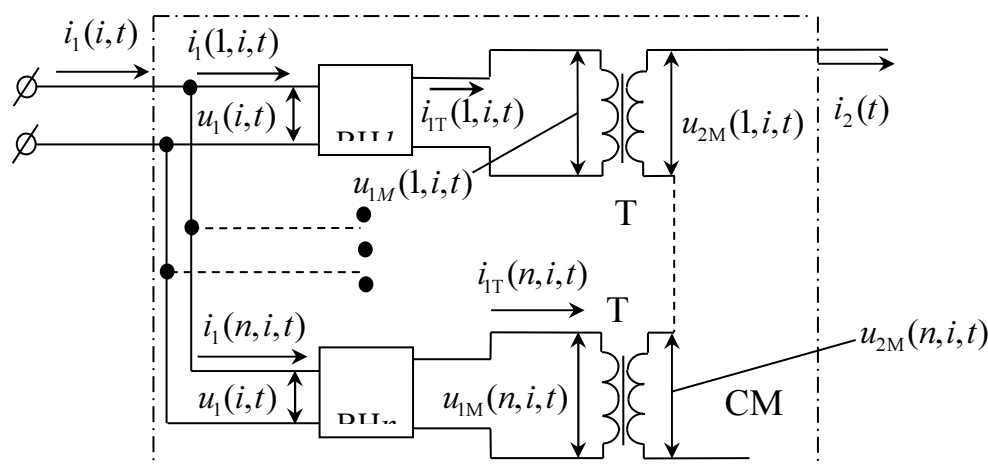 i₁(i,t)
i₁(1,i,t)
u₁(i,t)
i₁T(1,i,t)
u₁M(1,i,t)
u₂M(1,i,t)
i₂(t)
T
i₁T(n,i,t)
T
i₁(n,i,t)
u₁(i,t)
u₁M(n,i,t)
u₂M(n,i,t)
CM